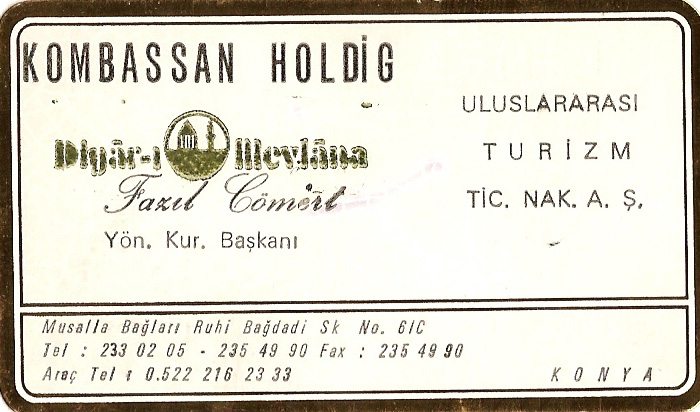 KOMBASSAN HOLDİG
Diyâr-ı Mevlâna
Fazıl Cömert
Yön. Kur. Başkanı
ULUSLARARASI
TURİZM
TİC. NAK. A. Ş.
Musalla Bağları Ruhi Bağdadi Sk No. 6/C
Tel : 233 02 05 - 235 49 90 Fax : 235 49 90
Araç Tel : 0.522 216 23 33
KONYA